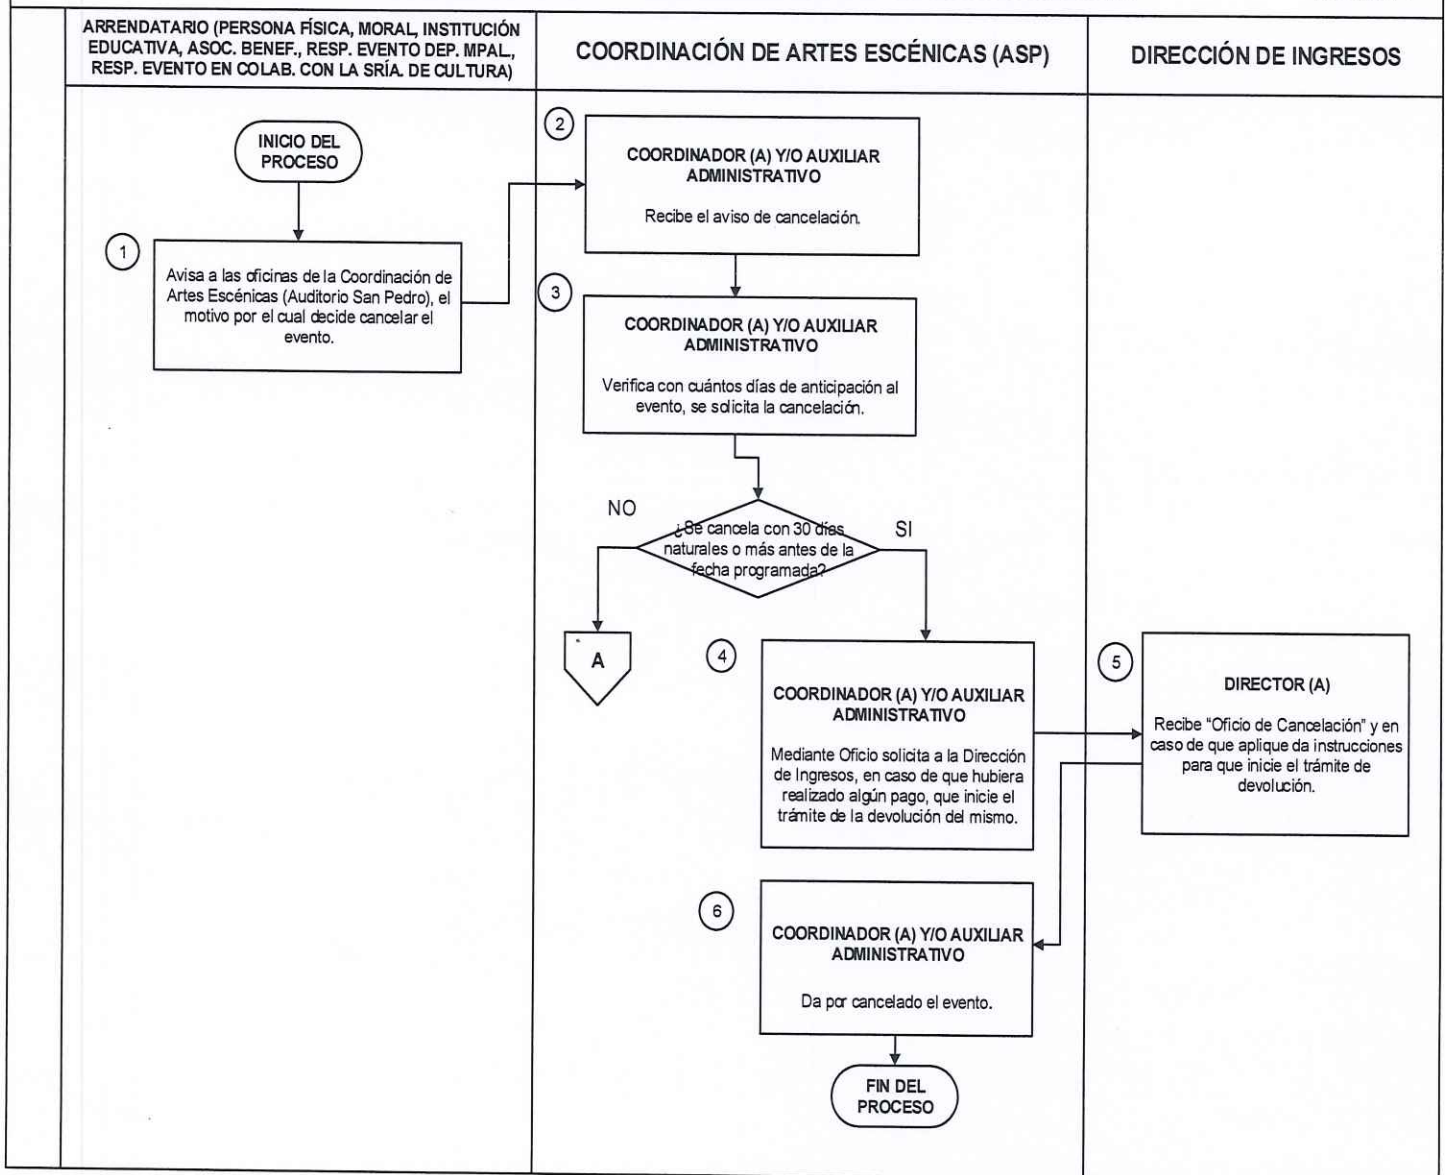 ARRENDATARIO (PERSONA FÍSICA, MORAL, INSTITUCIÓN
EDUCATIVA, ASOC. BENEF., RESP. EVENTO DEP. MPAL.,
RESP. EVENTO EN COLAB. CON LA SRÍA. DE CULTURA)
COORDINACIÓN DE ARTES ESCÉNICAS (ASP)
DIRECCIÓN DE INGRESOS
INICIO DEL
PROCESO
1
Avisa a las oficinas de la Coordinación de
Artes Escénicas (Auditorio San Pedro), el
motivo por el cual decide cancelar el
evento.
2
COORDINADOR (A) Y/O AUXILIAR
ADMINISTRATIVO
Recibe el aviso de cancelación.
3
COORDINADOR (A) Y/O AUXILIAR
ADMINISTRATIVO
Verifica con cuántos días de anticipación al
evento, se solicita la cancelación.
NO
¿Se cancela con 30 días
naturales o más antes de la
fecha programada?
SI
A
4
COORDINADOR (A) Y/O AUXILIAR
ADMINISTRATIVO
Mediante Oficio solicita a la Dirección
de Ingresos, en caso de que hubiera
realizado algún pago, que inicie el
trámite de la devolución del mismo.
5
DIRECTOR (A)
Recibe "Oficio de Cancelación" y en
caso de que aplique da instrucciones
para que inicie el trámite de
devolución.
6
COORDINADOR (A) Y/O AUXILIAR
ADMINISTRATIVO
Da por cancelado el evento.
FIN DEL
PROCESO